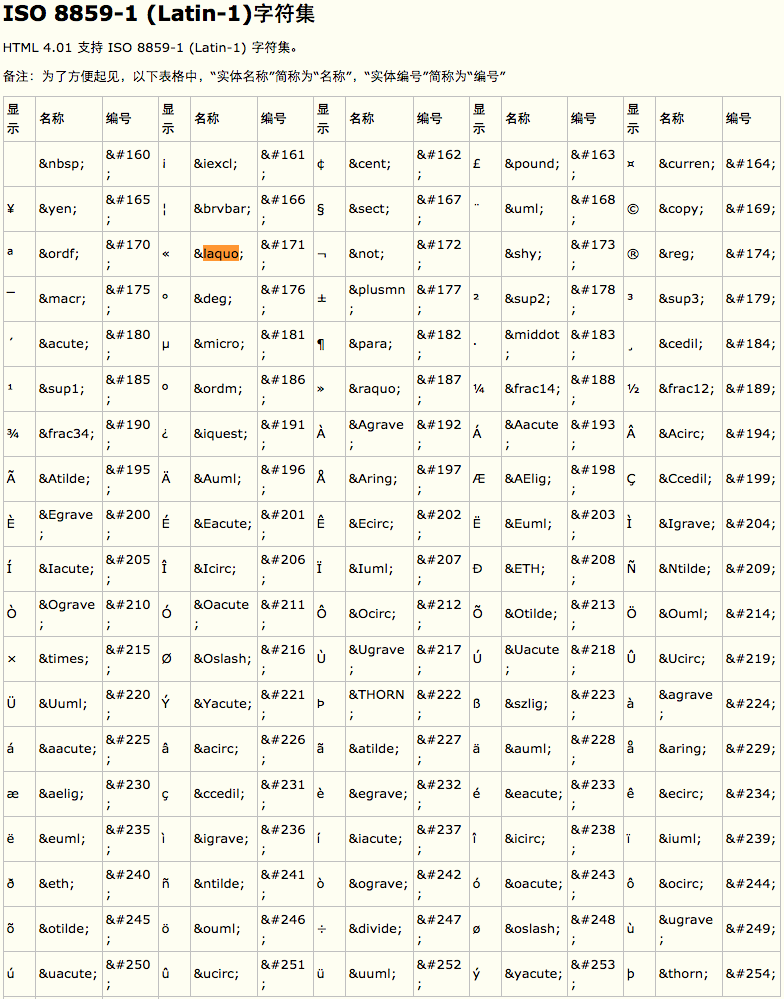 ISO 8859-1 (Latin-1)字符集
HTML 4.01 支持 ISO 8859-1 (Latin-1) 字符集。
备注：为了方便起见，以下表格中，“实体名称”简称为“名称”，“实体编号”简称为“编号”
显示 名称 编号 显示 名称 编号 显示 名称 编号 显示 名称 编号 显示 名称 编号
&nbsp; &#160; ¡ &iexcl; &#161; ¢ &cent; &#162; £ &pound; &#163; ¤ &curren; &#164;
¥ &yen; &#165; ¦ &brvbar; &#166; § &sect; &#167; ¨ &uml; &#168; © &copy; &#169;
ª &ordf; &#170; « &laquo; &#171; ¬ &not; &#172; &shy; &#173; ® &reg; &#174;
¯ &macr; &#175; ° &deg; &#176; ± &plusmn; &#177; ² &sup2; &#178; ³ &sup3; &#179;
´ &acute; &#180; µ &micro; &#181; ¶ &para; &#182; · &middot; &#183; ¸ &cedil; &#184;
¹ &sup1; &#185; º &ordm; &#186; » &raquo; &#187; ¼ &frac14; &#188; ½ &frac12; &#189;
¾ &frac34; &#190; ¿ &iquest; &#191; À &Agrave; &#192; Á &Aacute; &#193; Â &Acirc; &#194;
Ã &Atilde; &#195; Ä &Auml; &#196; Å &Aring; &#197; Æ &AElig; &#198; Ç &Ccedil; &#199;
È &Egrave; &#200; É &Eacute; &#201; Ê &Ecirc; &#202; Ë &Euml; &#203; Ì &Igrave; &#204;
Í &Iacute; &#205; Î &Icirc; &#206; Ï &Iuml; &#207; Ð &ETH; &#208; Ñ &Ntilde; &#209;
Ò &Ograve; &#210; Ó &Oacute; &#211; Ô &Ocirc; &#212; Õ &Otilde; &#213; Ö &Ouml; &#214;
× &times; &#215; Ø &Oslash; &#216; Ù &Ugrave; &#217; Ú &Uacute; &#218; Û &Ucirc; &#219;
Ü &Uuml; &#220; Ý &Yacute; &#221; Þ &THORN; &#222; ß &szlig; &#223; à &agrave; &#224;
á &aacute; &#225; â &acirc; &#226; ã &atilde; &#227; ä &auml; &#228; å &aring; &#229;
æ &aelig; &#230; ç &ccedil; &#231; è &egrave; &#232; é &eacute; &#233; ê &ecirc; &#234;
ë &euml; &#235; ì &igrave; &#236; í &iacute; &#237; î &icirc; &#238; ï &iuml; &#239;
ð &eth; &#240; ñ &ntilde; &#241; ò &ograve; &#242; ó &oacute; &#243; ô &ocirc; &#244;
õ &otilde; &#245; ö &ouml; &#246; ÷ &divide; &#247; ø &oslash; &#248; ù &ugrave; &#249;
ú &uacute; &#250; û &ucirc; &#251; ü &uuml; &#252; ý &yacute; &#253; þ &thorn; &#254;